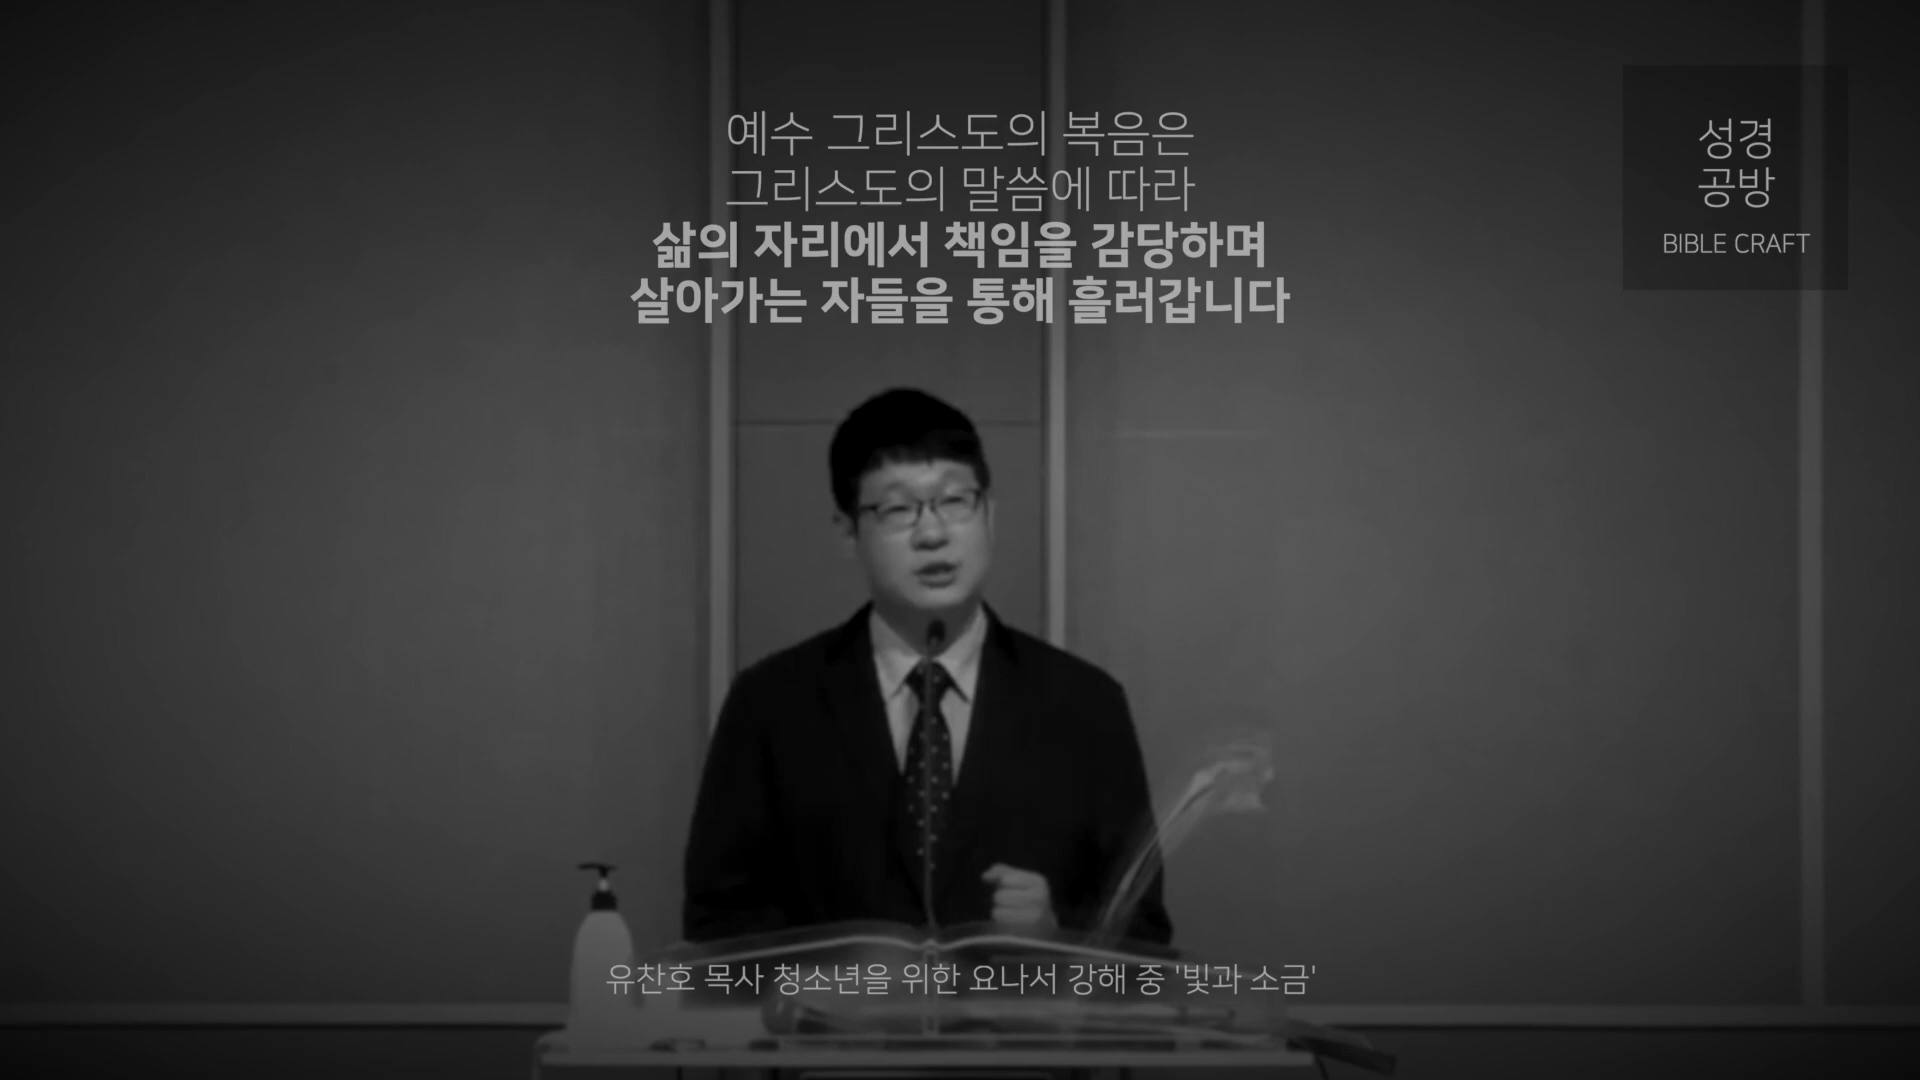 예수 그리스도의 복음은
그리스도의 말씀에 따라
삶의 자리에서 책임을 감당하며
살아가는 자들을 통해 흘러갑니다
성경
공방
BIBLE CRAFT
유찬호 목사 청소년을 위한 요나서 강해 중 '빛과 소금'